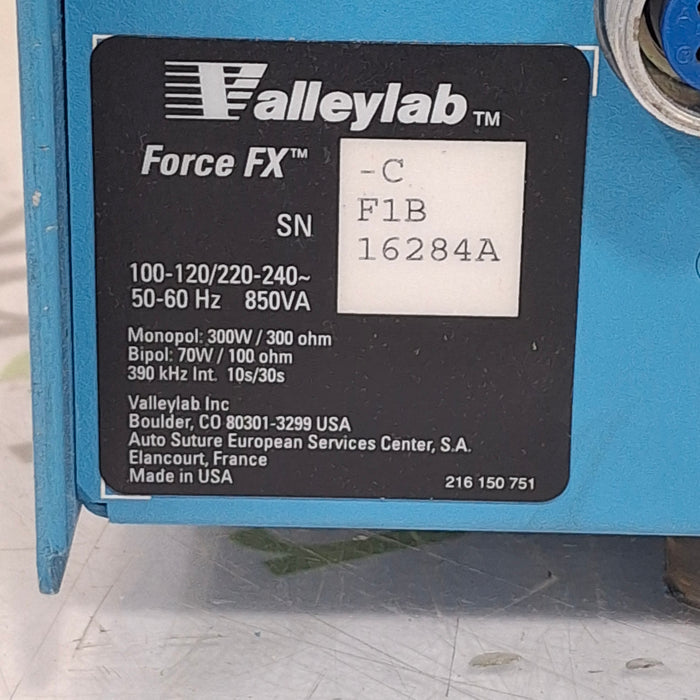 Valleylab™
Force FX™ -C
SN F1B
16284A
100-120/220-240~
50-60 Hz 850VA
Monopol: 300W / 300 ohm
Bipol: 70W / 100 ohm
390 kHz Int. 10s/30s
Valleylab Inc
Boulder, CO 80301-3299 USA
Auto Suture European Services Center, S.A.
Elancourt, France
Made in USA
216 150 751